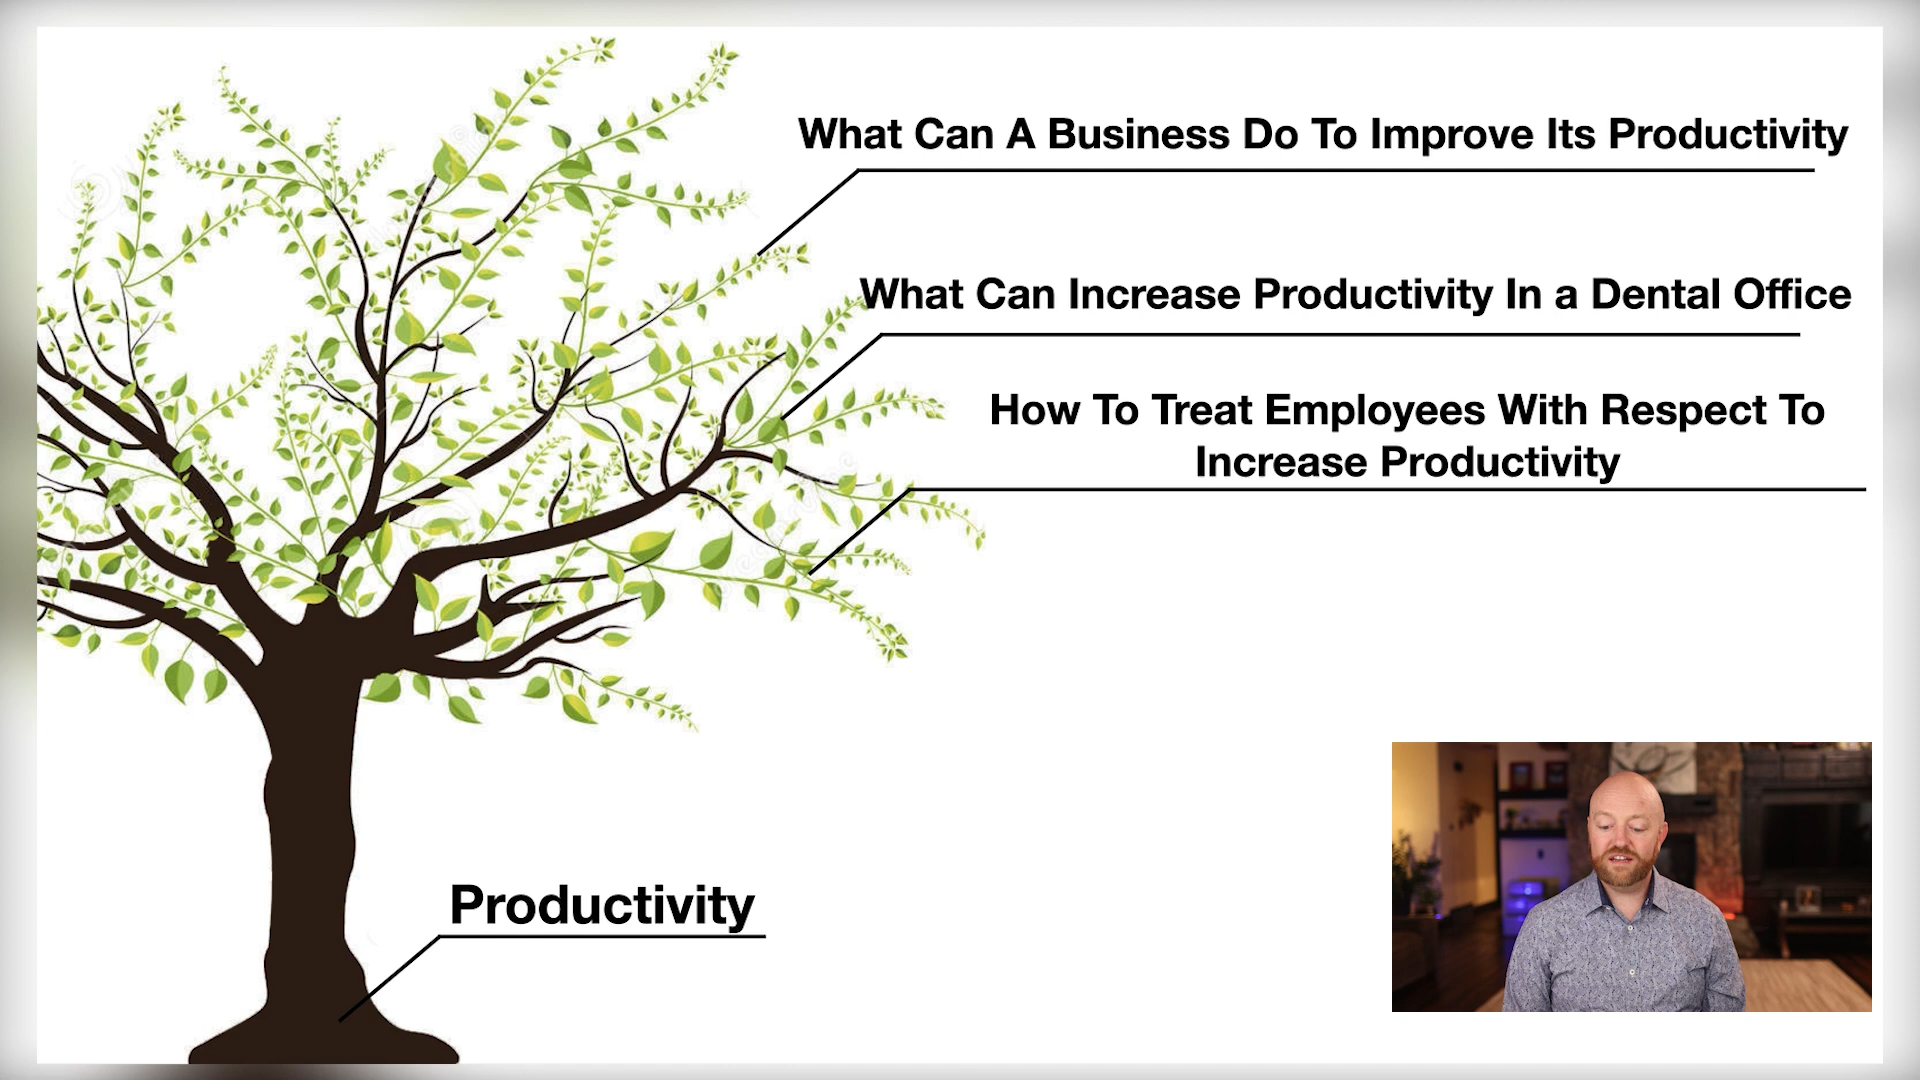 What Can A Business Do To Improve Its Productivity
What Can Increase Productivity In a Dental Office
How To Treat Employees With Respect To
Increase Productivity
Productivity